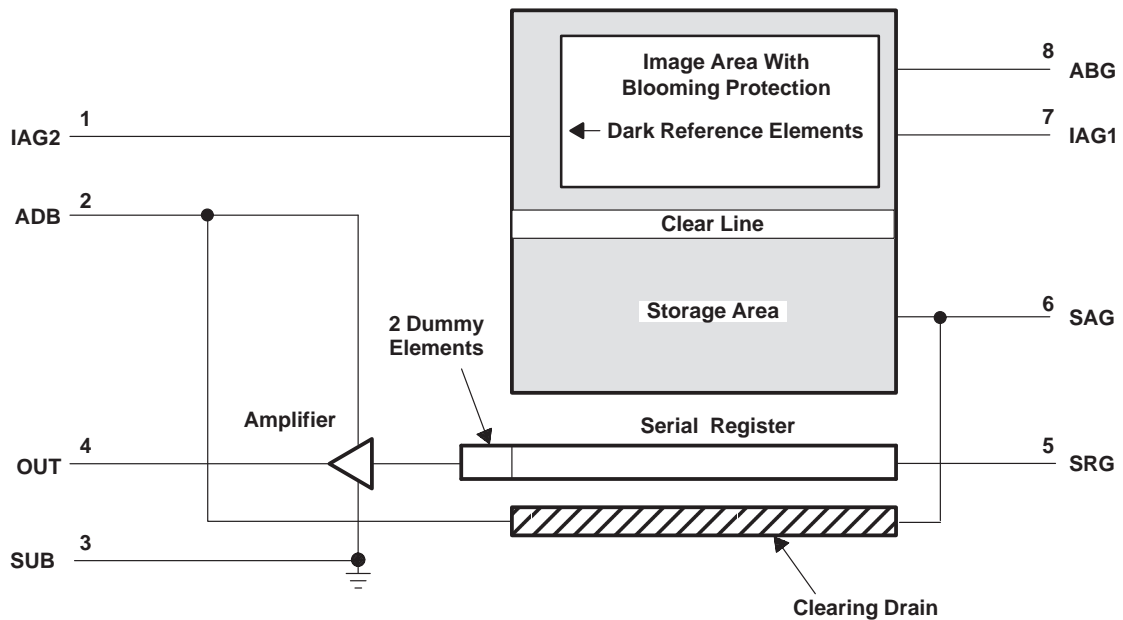 Image Area With
Blooming Protection
Dark Reference Elements
8
ABG
7
IAG1
1
IAG2
2
ADB
Clear Line
Storage Area
6
SAG
2 Dummy
Elements
Amplifier
Serial Register
4
OUT
5
SRG
3
SUB
Clearing Drain